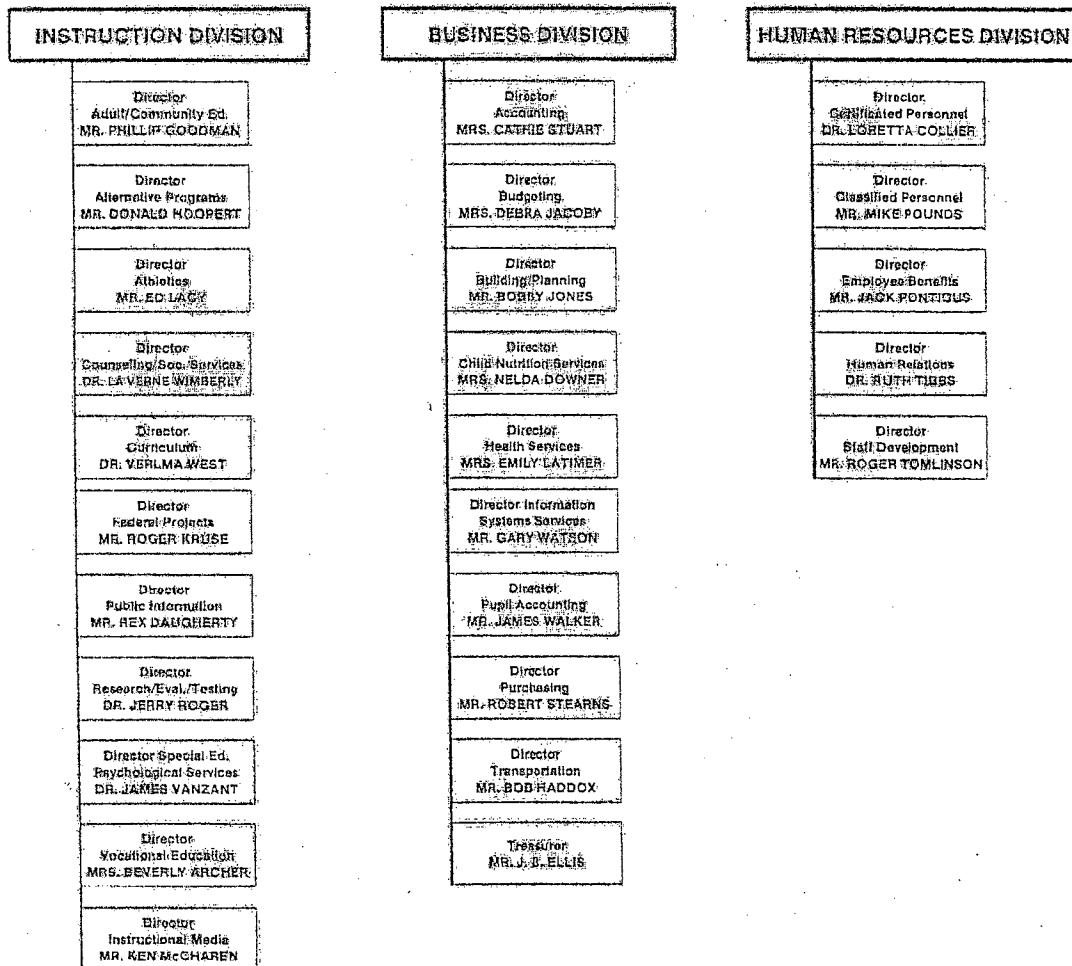 INSTRUCTION DIVISION
Director
Adult/Community Ed.
MR. PHILLIP GOODMAN
Director
Alternative Programs
MR. DONALD HOOPERT
Director
Athletics
MR. ED LACY
Director
Counseling/Soc. Services
DR. LA VERNE WIMBERLY
Director
Curriculum
DR. VERLMA WEST
Director
Federal Projects
MR. ROGER KRUSE
Director
Public Information
MR. REX DAUGHERTY
Director
Research/Eval./Testing
DR. JERRY ROGER
Director Special Ed.
Psychological Services
DR. JAMES VANZANT
Director
Vocational Education
MRS. BEVERLY ARCHER
Director
Instructional Media
MR. KEN McCHAREN
BUSINESS DIVISION
Director
Accounting
MRS. CATHIE STUART
Director
Budgeting
MRS. DEBRA JACOBY
Director
Building/Planning
MR. BOBBY JONES
Director
Child Nutrition Services
MRS. NELDA DOWNER
Director
Health Services
MRS. EMILY LATIMER
Director Information
Systems Services
MR. GARY WATSON
Director
Pupil Accounting
MR. JAMES WALKER
Director
Purchasing
MR. ROBERT STEARNS
Director
Transportation
MR. BOB HADDOX
Treasurer
MR. J. ELLIS
HUMAN RESOURCES DIVISION
Director
Certificated Personnel
DR. LORETTA COLLIER
Director
Classified Personnel
MR. MIKE POUNDS
Director
Employee Benefits
MR. JACK PONTIOUS
Director
Human Relations
DR. RUTH TIBBS
Director
Staff Development
MR. ROGER TOMLINSON